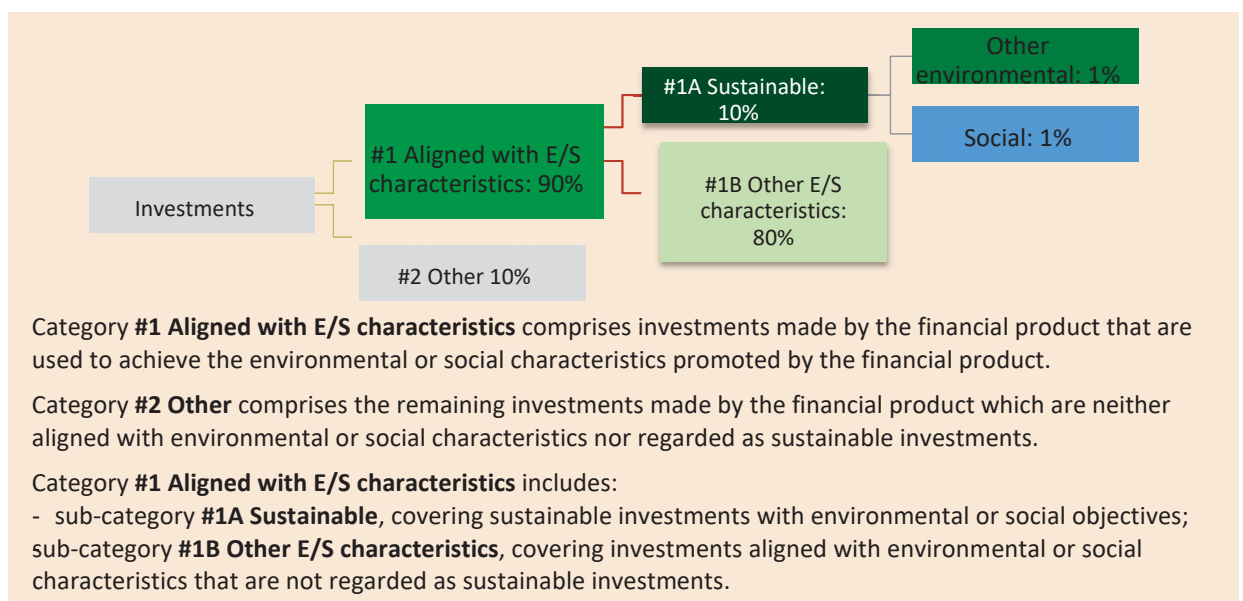 Other
environmental: 1%
#1A Sustainable:
10%
Social: 1%
#1 Aligned with E/S
characteristics: 90%
#1B Other E/S
characteristics:
80%
Investments
#2 Other 10%
Category #1 Aligned with E/S characteristics comprises investments made by the financial product that are
used to achieve the environmental or social characteristics promoted by the financial product.
Category #2 Other comprises the remaining investments made by the financial product which are neither
aligned with environmental or social characteristics nor regarded as sustainable investments.
Category #1 Aligned with E/S characteristics includes:
- sub-category #1A Sustainable, covering sustainable investments with environmental or social objectives;
- sub-category #1B Other E/S characteristics, covering investments aligned with environmental or social
characteristics that are not regarded as sustainable investments.